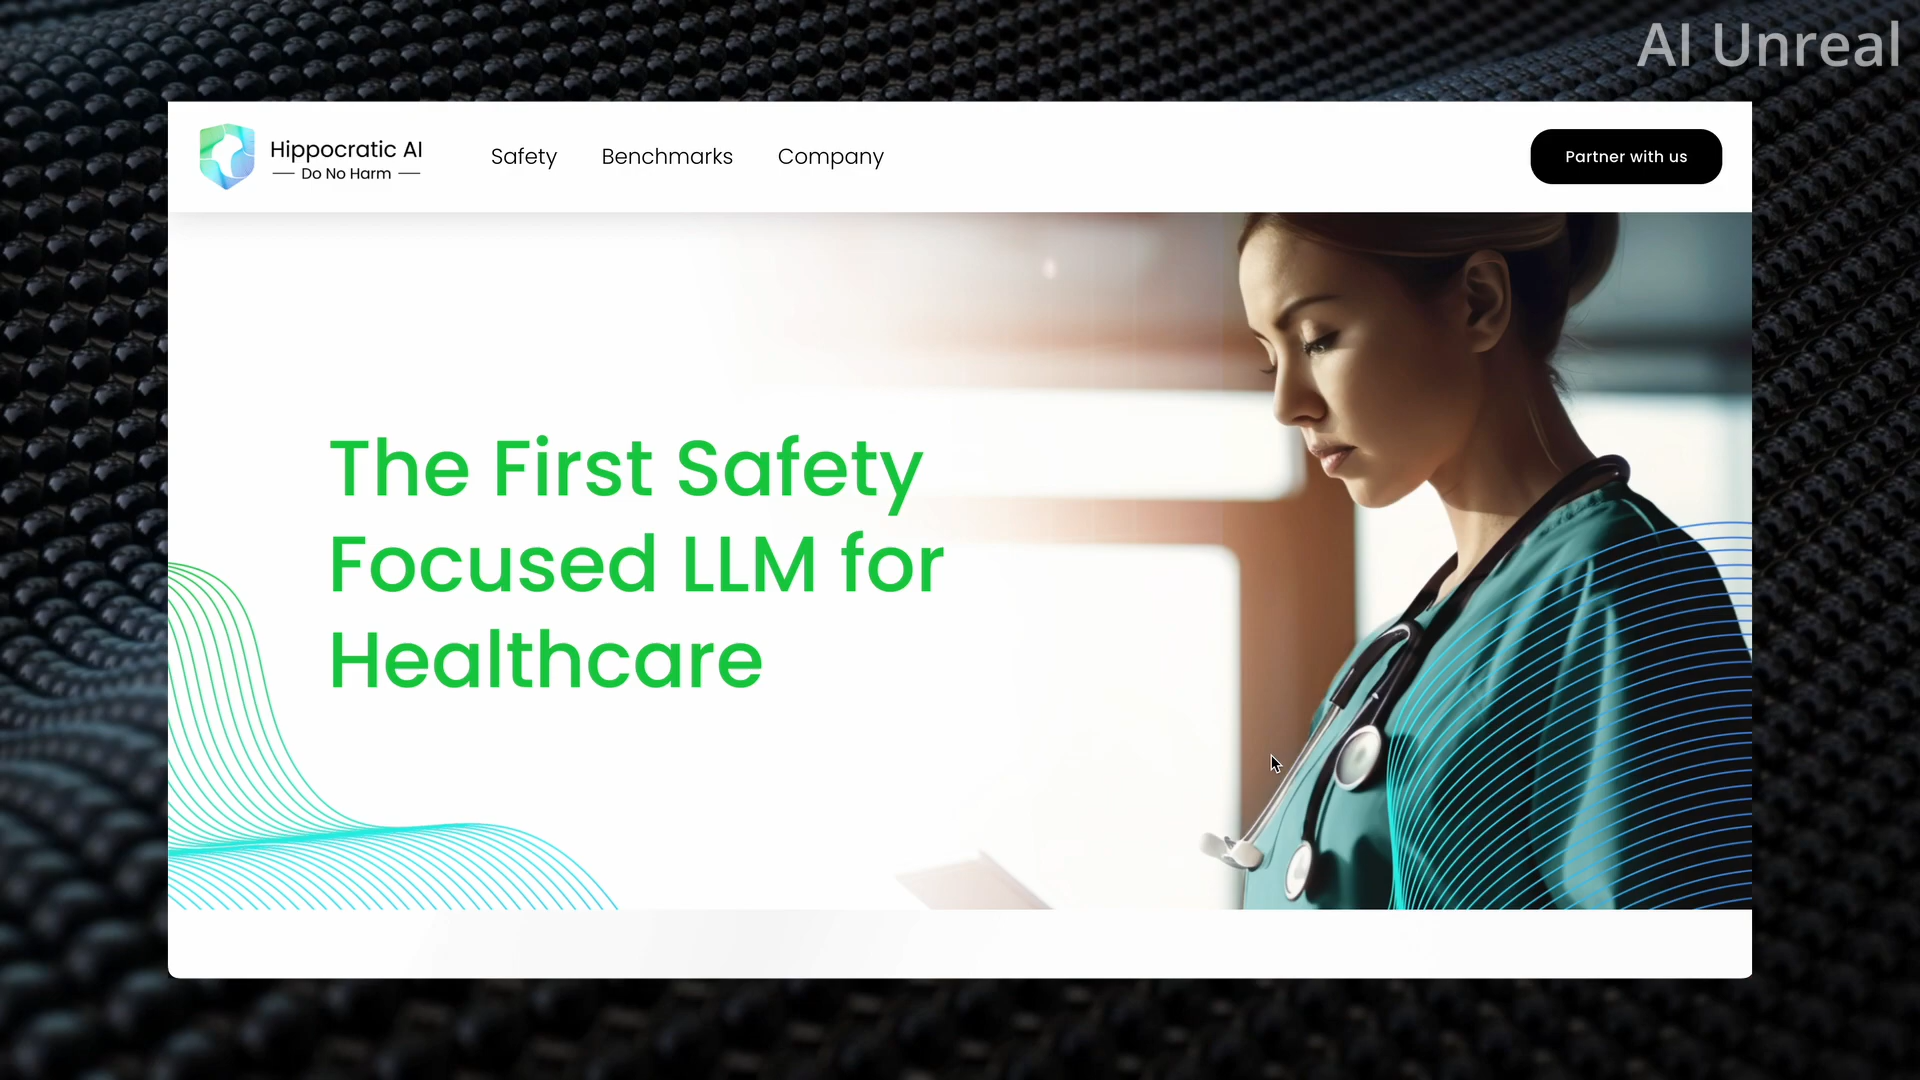 AI Unreal
Hippocratic AI
Do No Harm
Safety
Benchmarks
Company
Partner with us
The First Safety
Focused LLM for
Healthcare